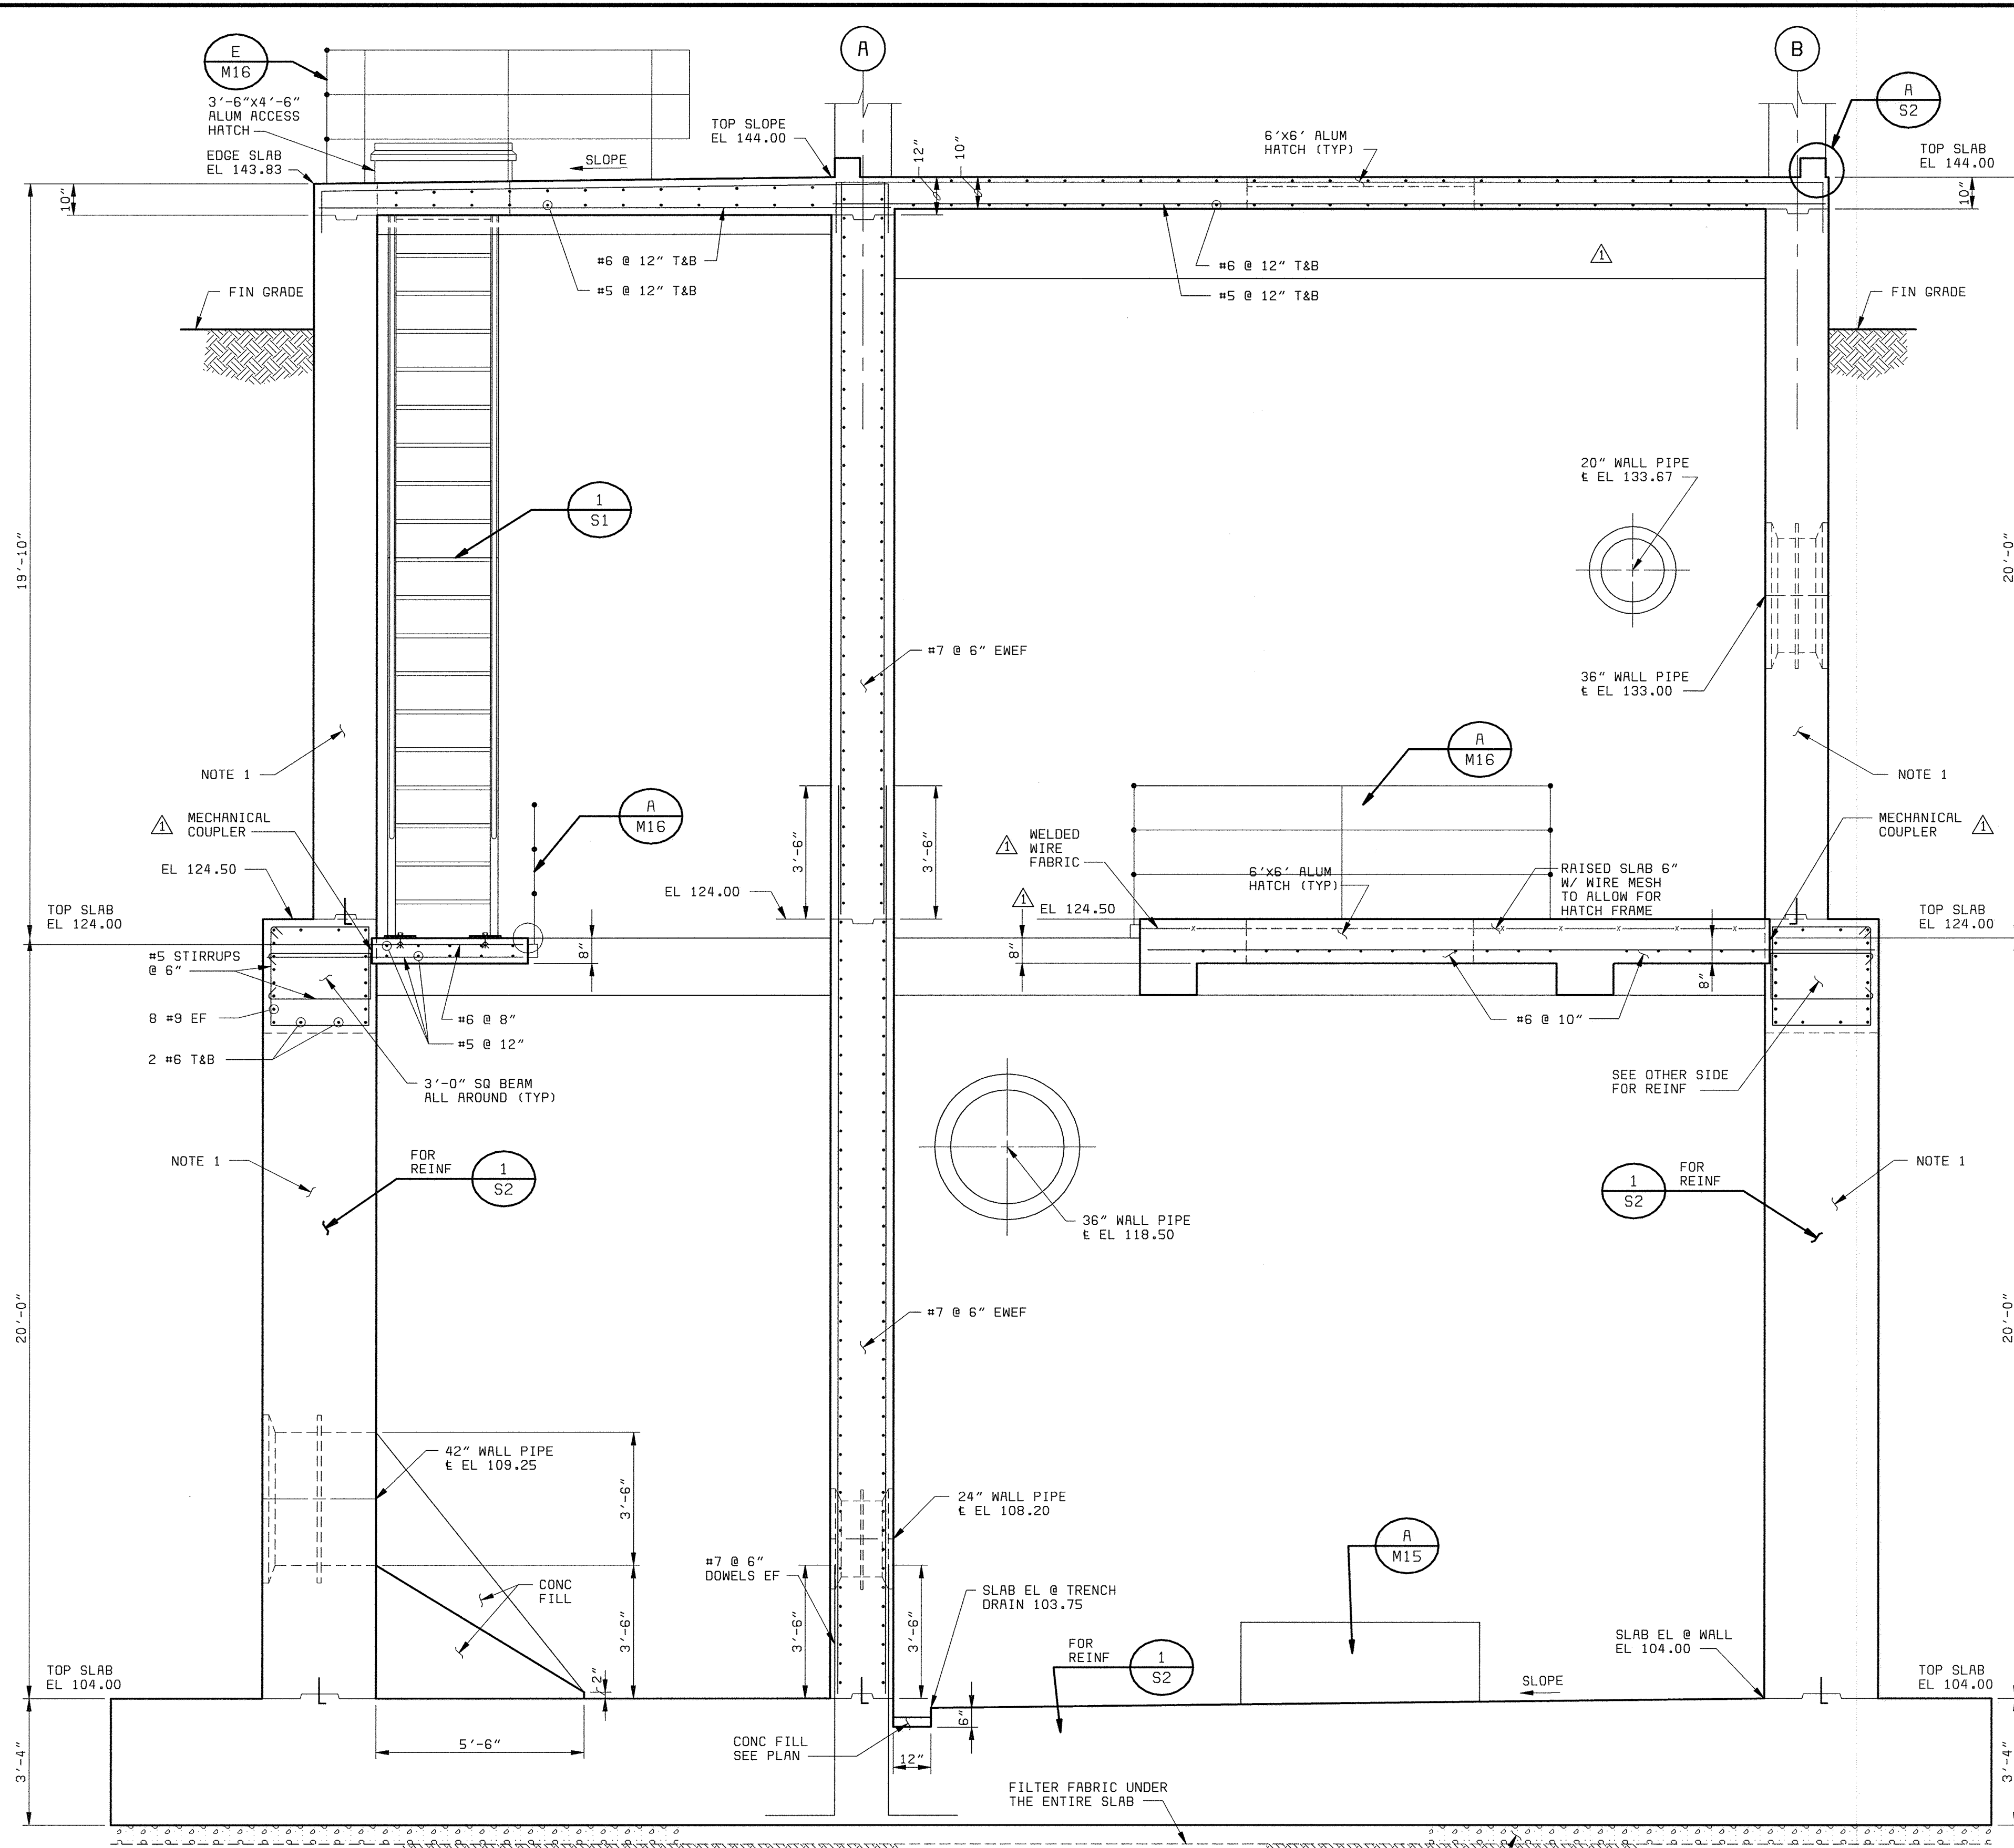 E
M16
3'-6"x4'-6"
ALUM ACCESS
HATCH
EDGE SLAB
EL 143.83
SLOPE
TOP SLOPE
EL 144.00
A
12"
10"
6'x6' ALUM
HATCH (TYP)
B
A
S2
TOP SLAB
EL 144.00
10"
10"
#6 @ 12" T&B
#5 @ 12" T&B
#6 @ 12" T&B
#5 @ 12" T&B
1
FIN GRADE
FIN GRADE
19'-10"
1
S1
20" WALL PIPE
℄ EL 133.67
20'-0"
#7 @ 6" EWEF
36" WALL PIPE
℄ EL 133.00
NOTE 1
A
M16
NOTE 1
1
MECHANICAL
COUPLER
A
M16
3'-6"
3'-6"
1
WELDED
WIRE
FABRIC
6'x6' ALUM
HATCH (TYP)
RAISED SLAB 6"
W/ WIRE MESH
TO ALLOW FOR
HATCH FRAME
MECHANICAL
COUPLER
1
EL 124.50
EL 124.00
1
EL 124.50
TOP SLAB
EL 124.00
TOP SLAB
EL 124.00
#5 STIRRUPS
@ 6"
8"
8"
8"
8 #9 EF
#6 @ 8"
#5 @ 12"
#6 @ 10"
2 #6 T&B
3'-0" SQ BEAM
ALL AROUND (TYP)
SEE OTHER SIDE
FOR REINF
NOTE 1
FOR
REINF
1
S2
36" WALL PIPE
℄ EL 118.50
1
S2
FOR
REINF
NOTE 1
20'-0"
#7 @ 6" EWEF
20'-0"
42" WALL PIPE
℄ EL 109.25
3'-6"
24" WALL PIPE
℄ EL 108.20
CONC
FILL
3'-6"
#7 @ 6"
DOWELS EF
3'-6"
3'-6"
SLAB EL @ TRENCH
DRAIN 103.75
A
M15
FOR
REINF
1
S2
SLAB EL @ WALL
EL 104.00
SLOPE
TOP SLAB
EL 104.00
2"
TOP SLAB
EL 104.00
6"
5'-6"
CONC FILL
SEE PLAN
12"
3'-4"
3'-4"
FILTER FABRIC UNDER
THE ENTIRE SLAB